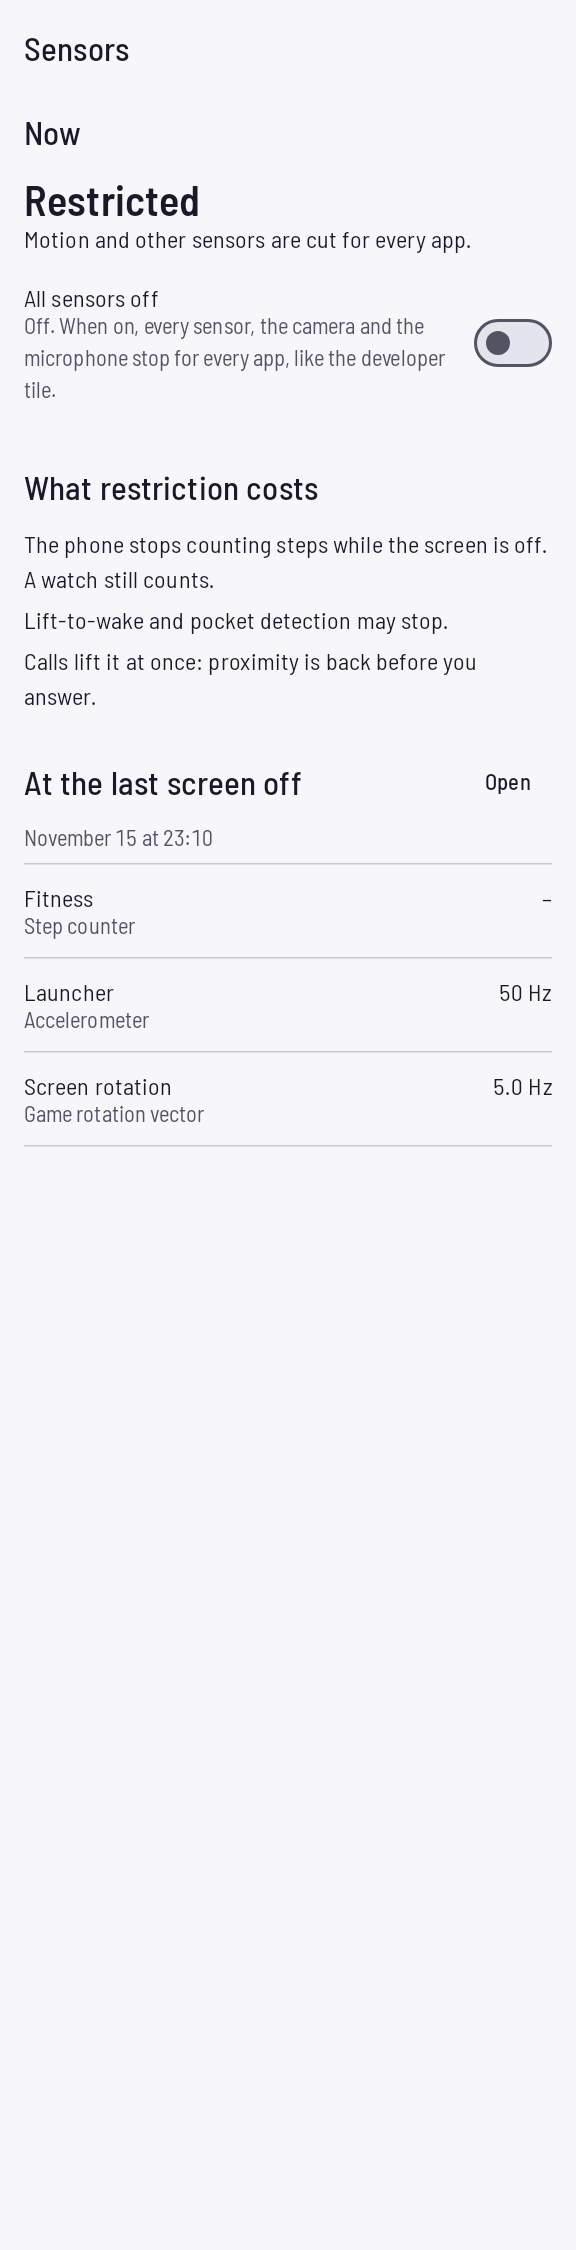 Sensors
Now
Restricted
Motion and other sensors are cut for every app.
All sensors off
Off. When on, every sensor, the camera and the
microphone stop for every app, like the developer
tile.
What restriction costs
The phone stops counting steps while the screen is off.
A watch still counts.
Lift-to-wake and pocket detection may stop.
Calls lift it at once: proximity is back before you
answer.
At the last screen off
Open
November 15 at 23:10
Fitness –
Step counter
Launcher 50 Hz
Accelerometer
Screen rotation 5.0 Hz
Game rotation vector